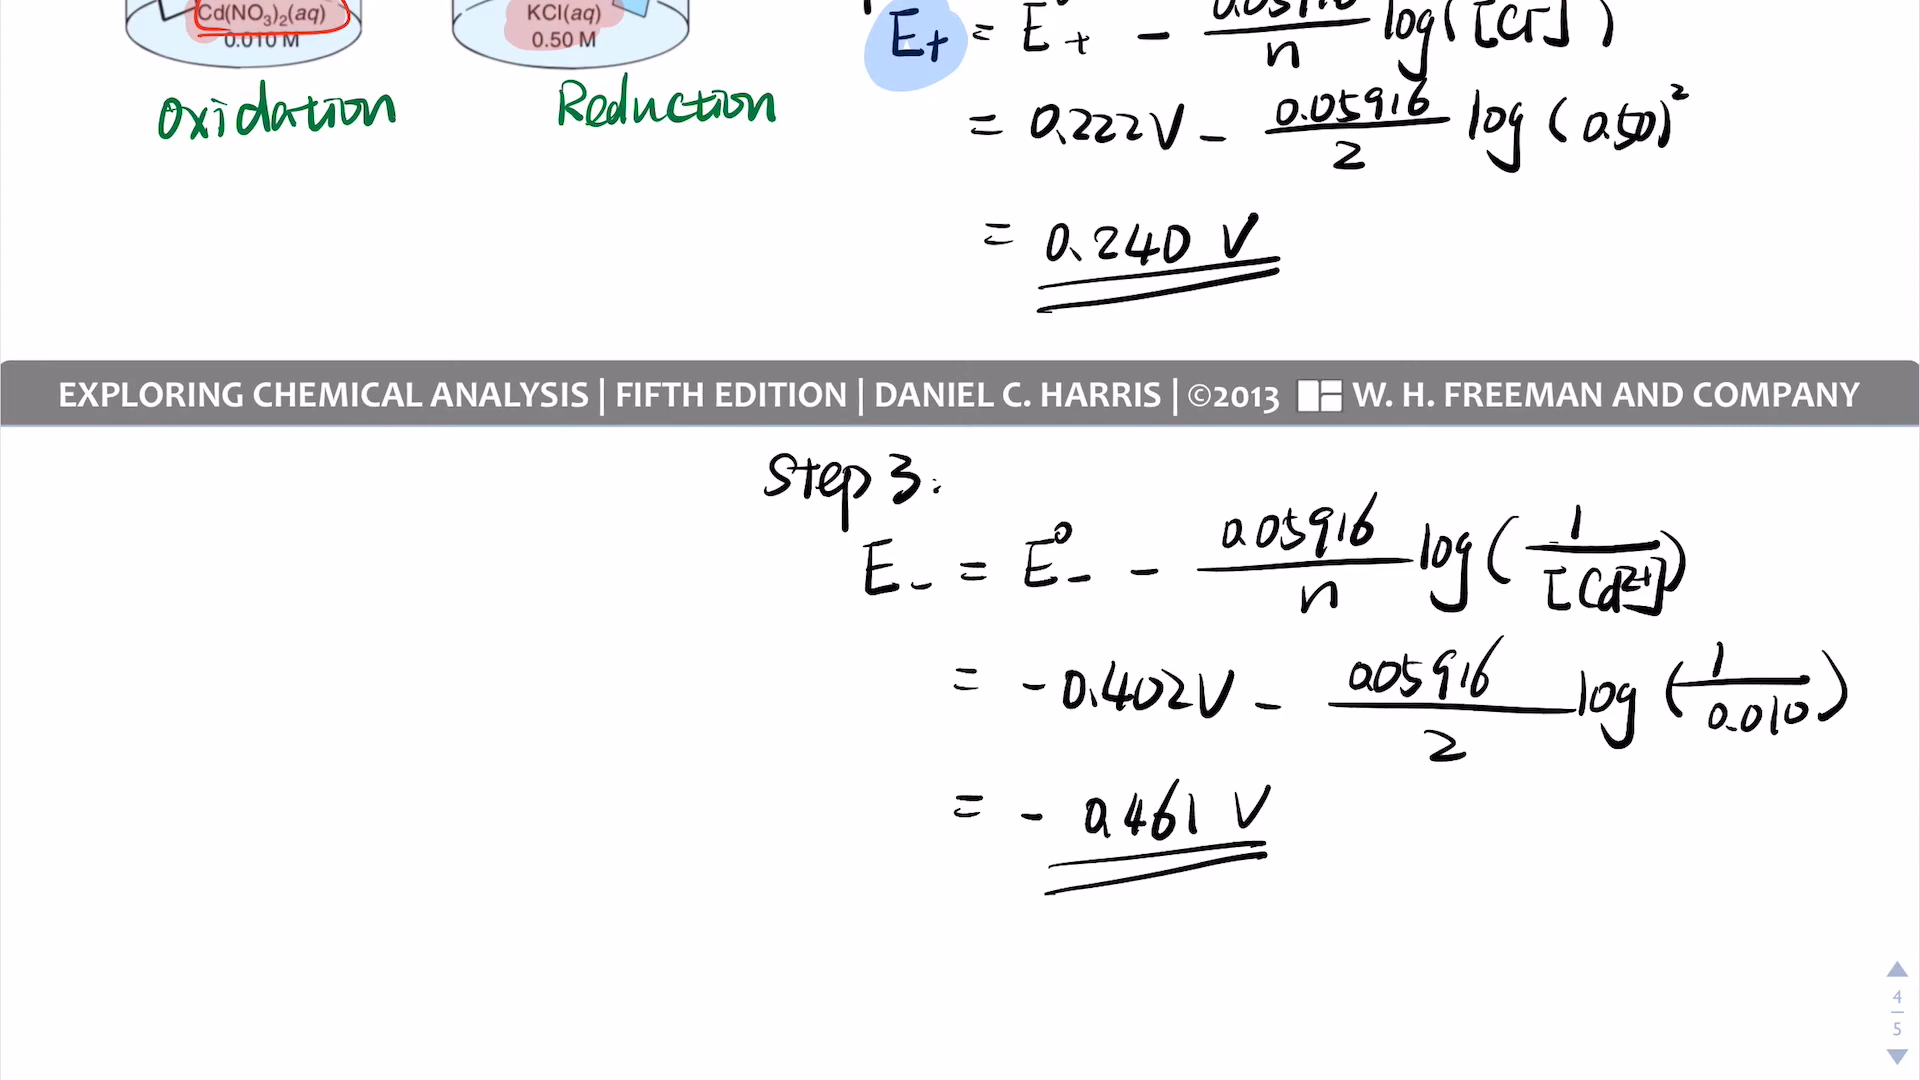 Cd(NO₃)₂(aq)
0.010 M
KCl(aq)
0.50 M
Oxidation
Reduction
E₊ = E°₊ − 0.05916/n log([Cl⁻])
= 0.222V − 0.05916/2 log(0.50)²
= 0.240 V
EXPLORING CHEMICAL ANALYSIS | FIFTH EDITION | DANIEL C. HARRIS | ©2013 W. H. FREEMAN AND COMPANY
Step 3:
E₋ = E°₋ − 0.05916/n log(1/[Cd²⁺])
= -0.402V − 0.05916/2 log(1/0.010)
= -0.461 V
4
5